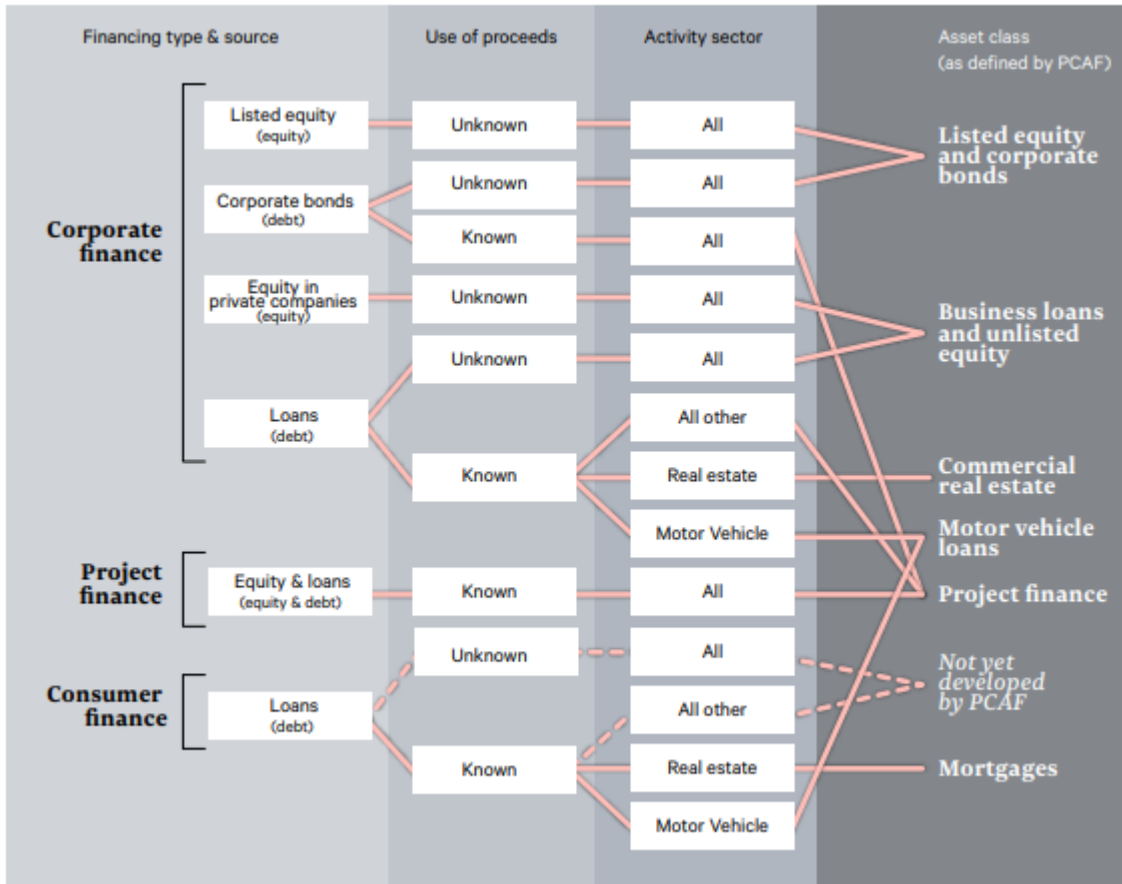 Financing type & source
Use of proceeds
Activity sector
Asset class
(as defined by PCAF)
Corporate
finance
Listed equity
(equity)
Unknown
All
Listed equity
and corporate
bonds
Corporate bonds
(debt)
Unknown
All
Known
All
Equity in
private companies
(equity)
Unknown
All
Business loans
and unlisted
equity
Loans
(debt)
Unknown
All
Known
All other
Real estate
Commercial
real estate
Motor Vehicle
Motor vehicle
loans
Project
finance
Equity & loans
(equity & debt)
Known
All
Project finance
Consumer
finance
Loans
(debt)
Unknown
All
Not yet
developed
by PCAF
Known
All other
Real estate
Mortgages
Motor Vehicle